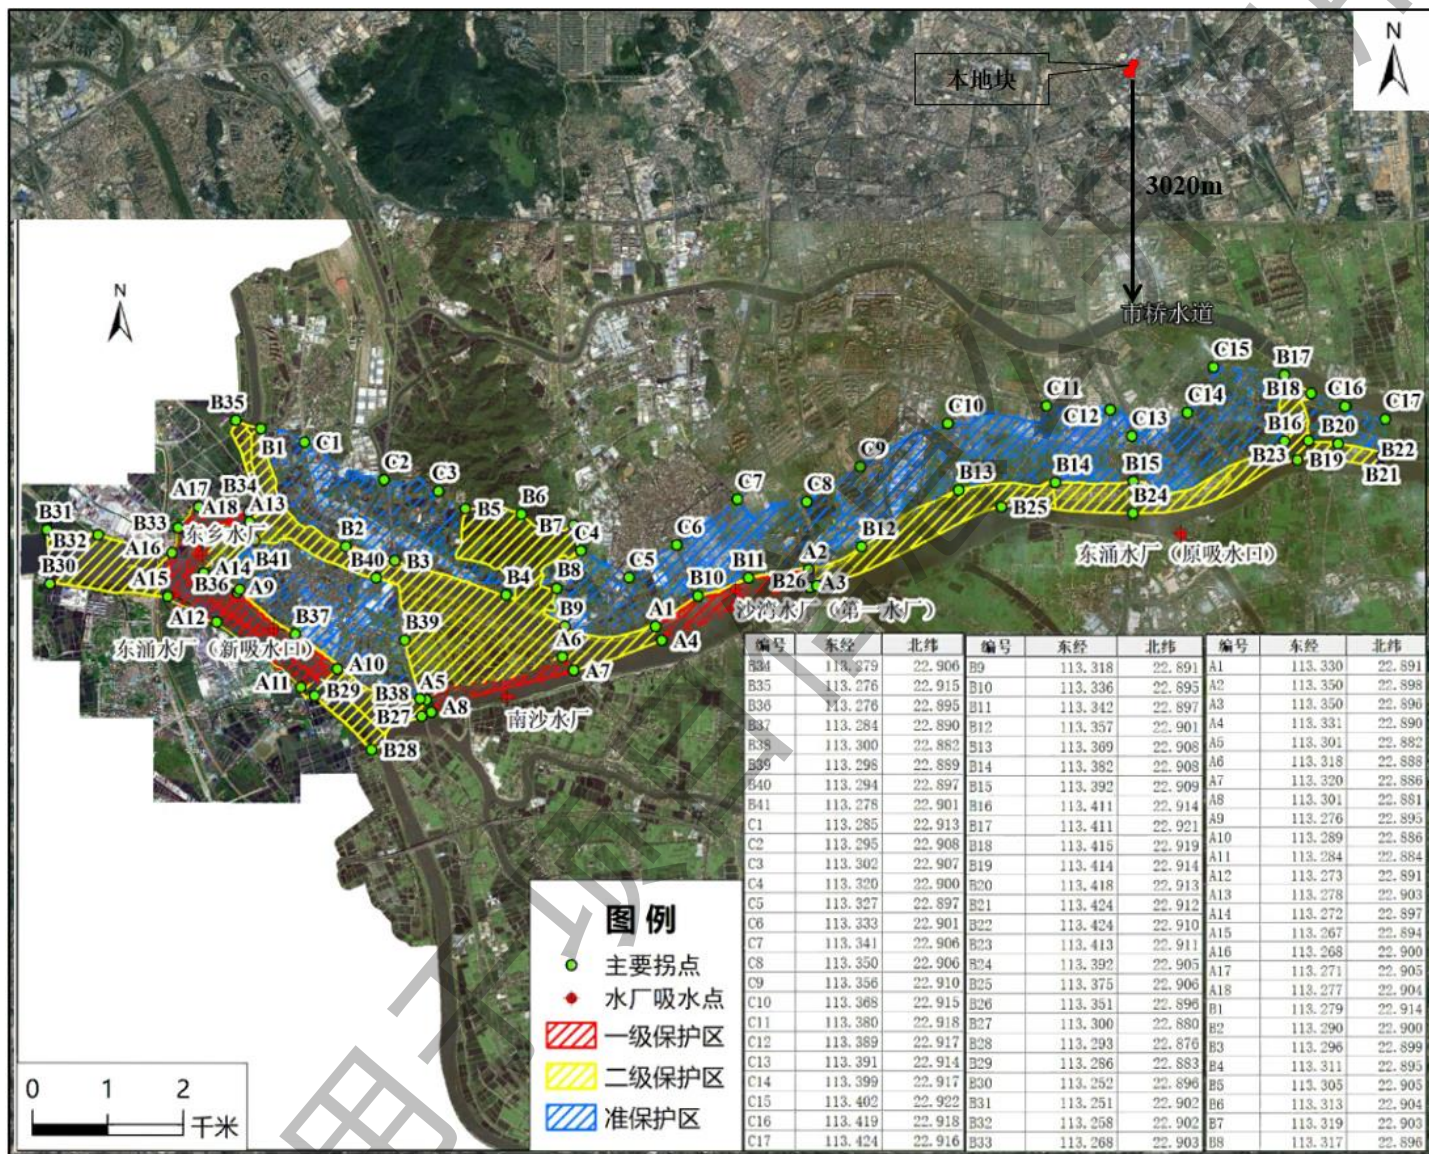 本地块
N
3020m
N
市桥水道
C15
B17
B18
C16
C11
C12
C14
C17
C10
C13
B35
B1
C1
B16
B20
B22
B23
B19
B21
C9
C2
C3
B13
B14
B15
B34
A17
A18
A13
B5
B6
C7
C8
B25
B24
B31
B33
B32
东乡水厂
B2
B7
C4
C6
B12
东涌水厂（原吸水口）
A16
B41
B40
B3
A2
B30
A15
A14
B36
A9
B4
B8
C5
B11
B10
B26
A3
A12
B37
B39
B9
A1
沙湾水厂（第一水厂）
东涌水厂（新吸水口）
A6
A4
A10
A7
A11
B29
B38
A5
B27
A8
南沙水厂
B28
编号 东经 北纬 编号 东经 北纬 编号 东经 北纬
B34 113.279 22.906 B9 113.318 22.891 A1 113.330 22.891
B35 113.276 22.915 B10 113.336 22.895 A2 113.350 22.898
B36 113.276 22.895 B11 113.342 22.897 A3 113.350 22.896
B37 113.284 22.890 B12 113.357 22.901 A4 113.331 22.890
B38 113.300 22.882 B13 113.369 22.908 A5 113.301 22.882
B39 113.298 22.889 B14 113.382 22.908 A6 113.318 22.888
B40 113.294 22.897 B15 113.392 22.909 A7 113.320 22.886
B41 113.278 22.901 B16 113.411 22.914 A8 113.301 22.881
C1 113.285 22.913 B17 113.411 22.921 A9 113.276 22.895
C2 113.295 22.908 B18 113.415 22.919 A10 113.289 22.886
C3 113.302 22.907 B19 113.414 22.914 A11 113.284 22.884
C4 113.320 22.900 B20 113.418 22.913 A12 113.273 22.891
C5 113.327 22.897 B21 113.424 22.912 A13 113.278 22.903
C6 113.333 22.901 B22 113.424 22.910 A14 113.272 22.897
C7 113.341 22.906 B23 113.413 22.911 A15 113.267 22.894
C8 113.350 22.906 B24 113.392 22.905 A16 113.268 22.900
C9 113.356 22.910 B25 113.375 22.906 A17 113.271 22.905
C10 113.368 22.915 B26 113.351 22.896 A18 113.277 22.904
C11 113.380 22.918 B27 113.300 22.880 B1 113.279 22.914
C12 113.389 22.917 B28 113.293 22.876 B2 113.290 22.900
C13 113.391 22.914 B29 113.286 22.883 B3 113.296 22.899
C14 113.399 22.917 B30 113.252 22.896 B4 113.311 22.895
C15 113.402 22.922 B31 113.251 22.902 B5 113.305 22.905
C16 113.419 22.918 B32 113.258 22.902 B6 113.313 22.904
C17 113.424 22.916 B33 113.268 22.903 B7 113.319 22.903
B8 113.317 22.896
图例
主要拐点
水厂吸水点
一级保护区
二级保护区
准保护区
0 1 2
千米